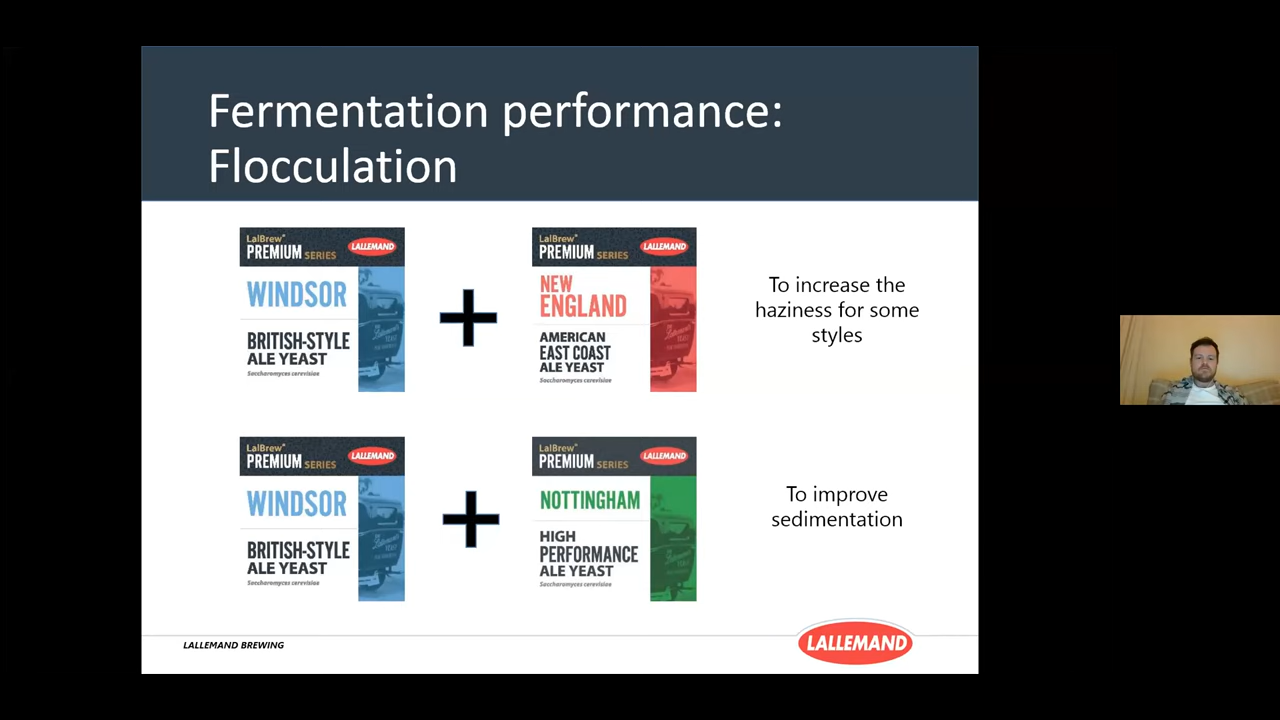 Fermentation performance:
Flocculation
LalBrew®
PREMIUM SERIES
LALLEMAND
WINDSOR
BRITISH-STYLE
ALE YEAST
Saccharomyces cerevisiae
LalBrew®
PREMIUM SERIES
LALLEMAND
NEW
ENGLAND
AMERICAN
EAST COAST
ALE YEAST
Saccharomyces cerevisiae
To increase the
haziness for some
styles
LalBrew®
PREMIUM SERIES
LALLEMAND
WINDSOR
BRITISH-STYLE
ALE YEAST
Saccharomyces cerevisiae
LalBrew®
PREMIUM SERIES
LALLEMAND
NOTTINGHAM
HIGH
PERFORMANCE
ALE YEAST
Saccharomyces cerevisiae
To improve
sedimentation
LALLEMAND BREWING
LALLEMAND